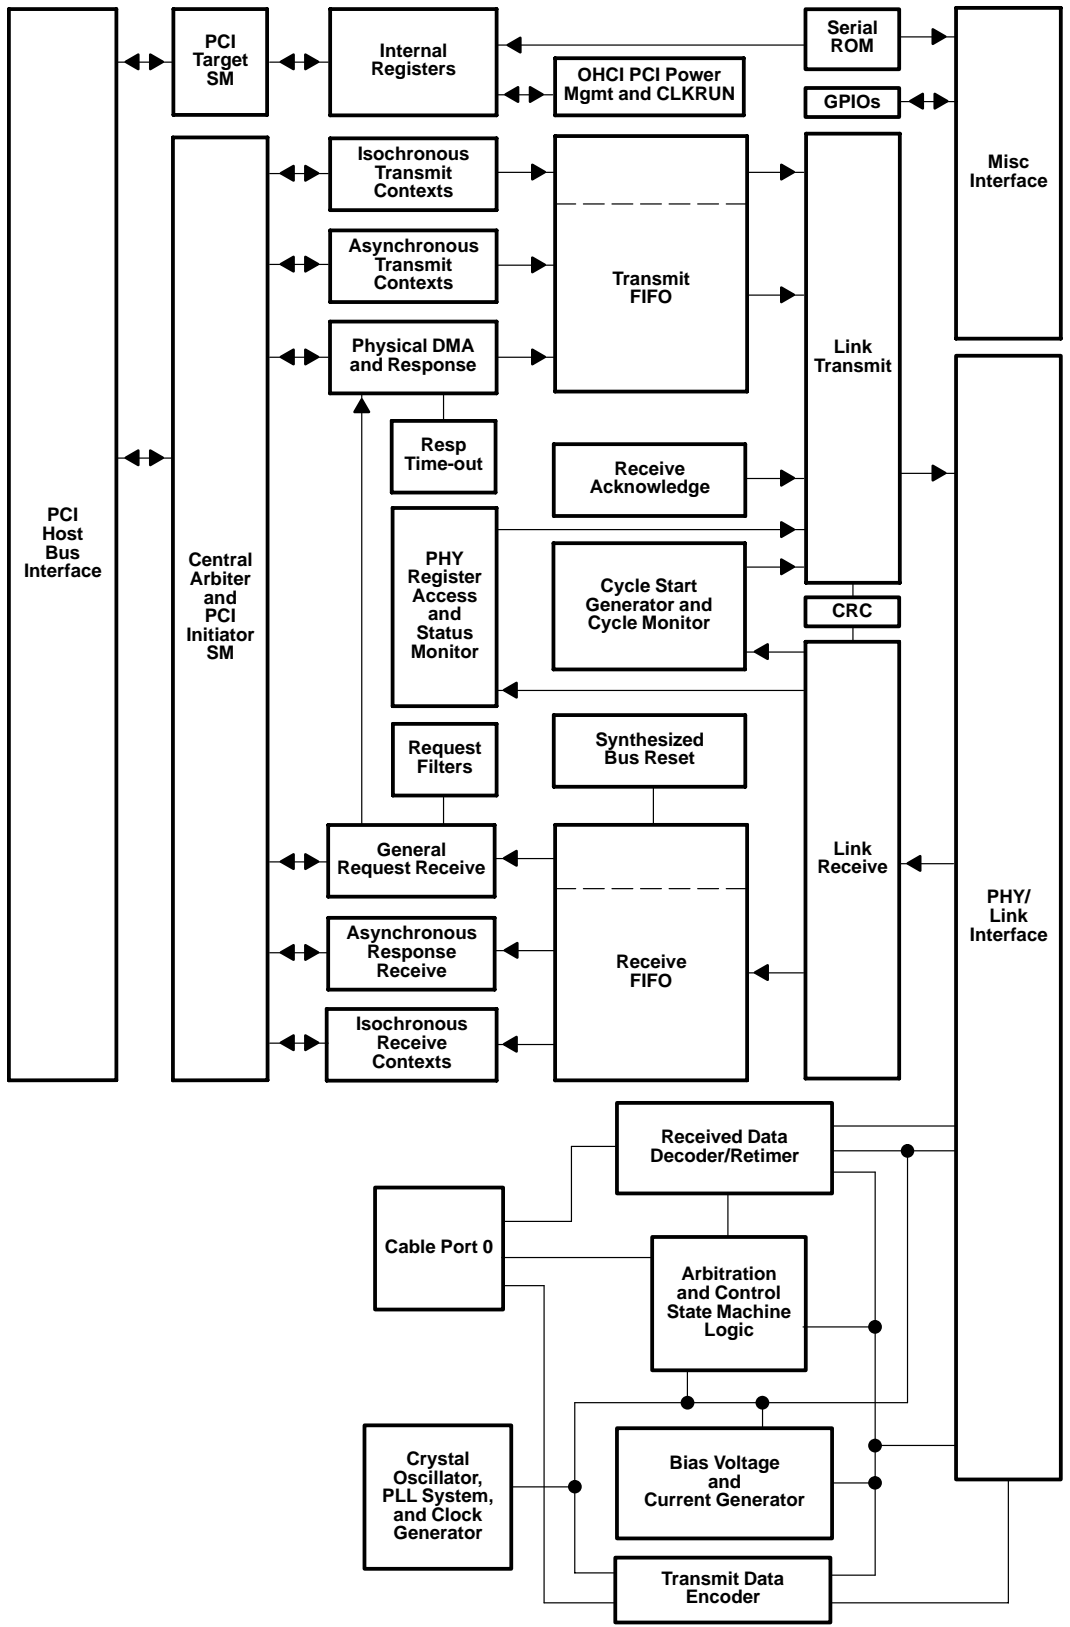 PCI
Host
Bus
Interface
PCI
Target
SM
Central
Arbiter
and
PCI
Initiator
SM
Internal
Registers
OHCI PCI Power
Mgmt and CLKRUN
Serial
ROM
GPIOs
Misc
Interface
Isochronous
Transmit
Contexts
Asynchronous
Transmit
Contexts
Physical DMA
and Response
Resp
Time-out
Transmit
FIFO
Link
Transmit
Receive
Acknowledge
PHY
Register
Access
and
Status
Monitor
Cycle Start
Generator and
Cycle Monitor
CRC
Request
Filters
Synthesized
Bus Reset
General
Request Receive
Asynchronous
Response
Receive
Isochronous
Receive
Contexts
Receive
FIFO
Link
Receive
PHY/
Link
Interface
Received Data
Decoder/Retimer
Cable Port 0
Arbitration
and Control
State Machine
Logic
Crystal
Oscillator,
PLL System,
and Clock
Generator
Bias Voltage
and
Current Generator
Transmit Data
Encoder